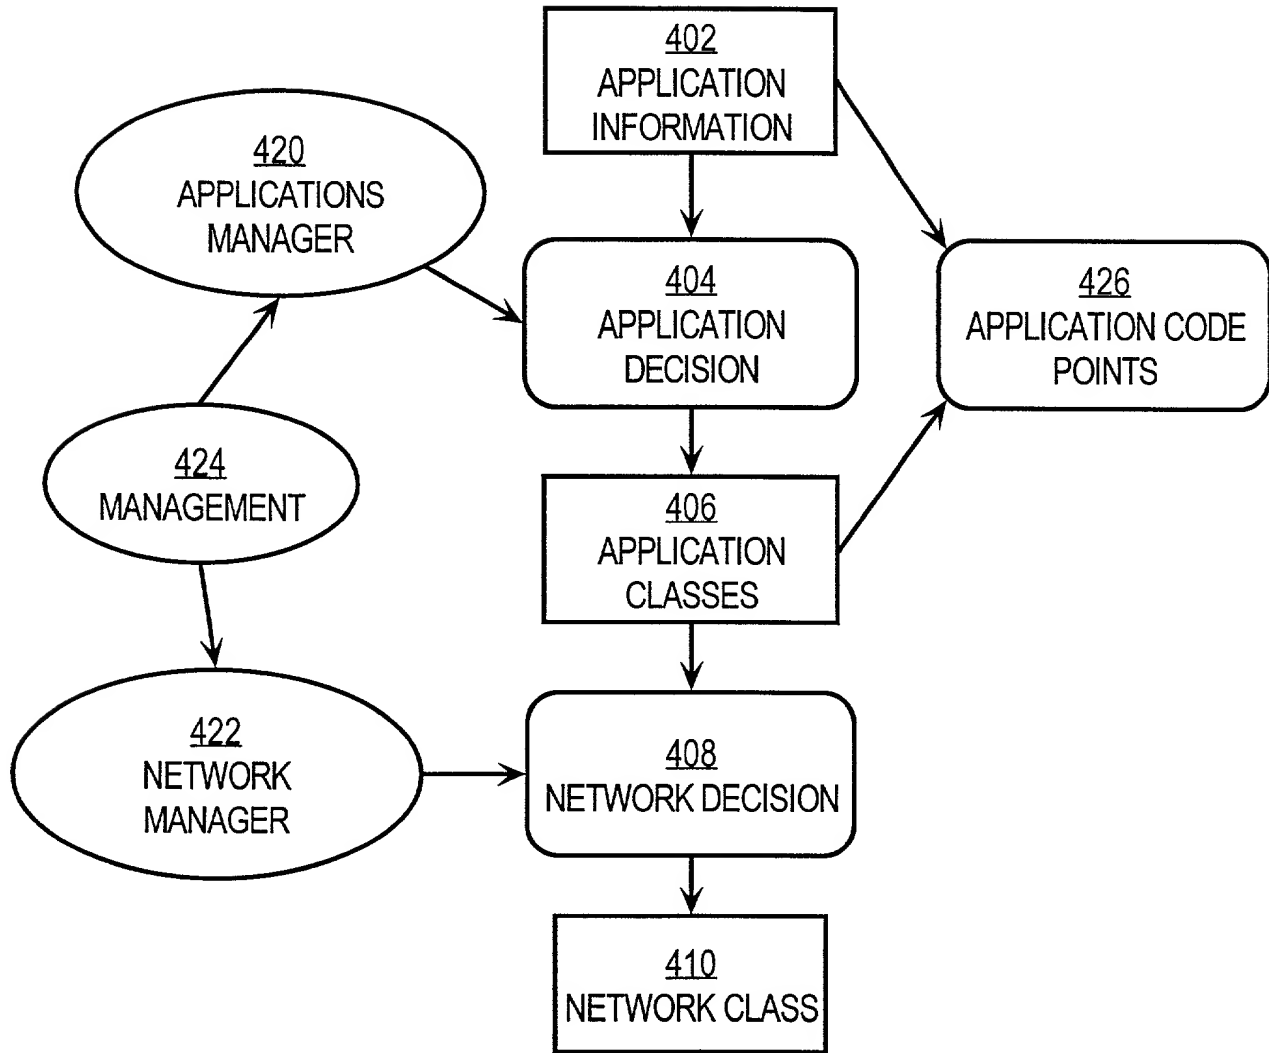 402
APPLICATION
INFORMATION
420
APPLICATIONS
MANAGER
404
APPLICATION
DECISION
426
APPLICATION CODE
POINTS
424
MANAGEMENT
406
APPLICATION
CLASSES
422
NETWORK
MANAGER
408
NETWORK DECISION
410
NETWORK CLASS